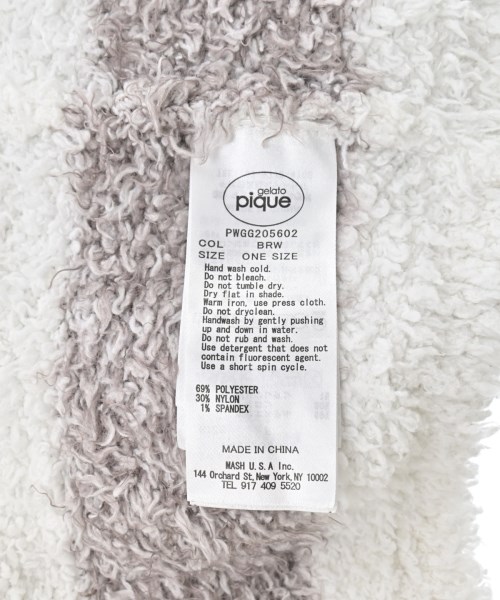 gelato
pique
PWGG205602
COL BRW
SIZE ONE SIZE
Hand wash cold.
Do not bleach.
Do not tumble dry.
Dry flat in shade.
Warm iron, use press cloth.
Do not dryclean.
Handwash by gently pushing
up and down in water.
Do not rub and wash.
Use detergent that does not
contain fluorescent agent.
Use a short spin cycle.
69% POLYESTER
30% NYLON
1% SPANDEX
MADE IN CHINA
MASH U.S.A Inc.
144 Orchard St, New York, NY 10002
TEL 917 409 5520